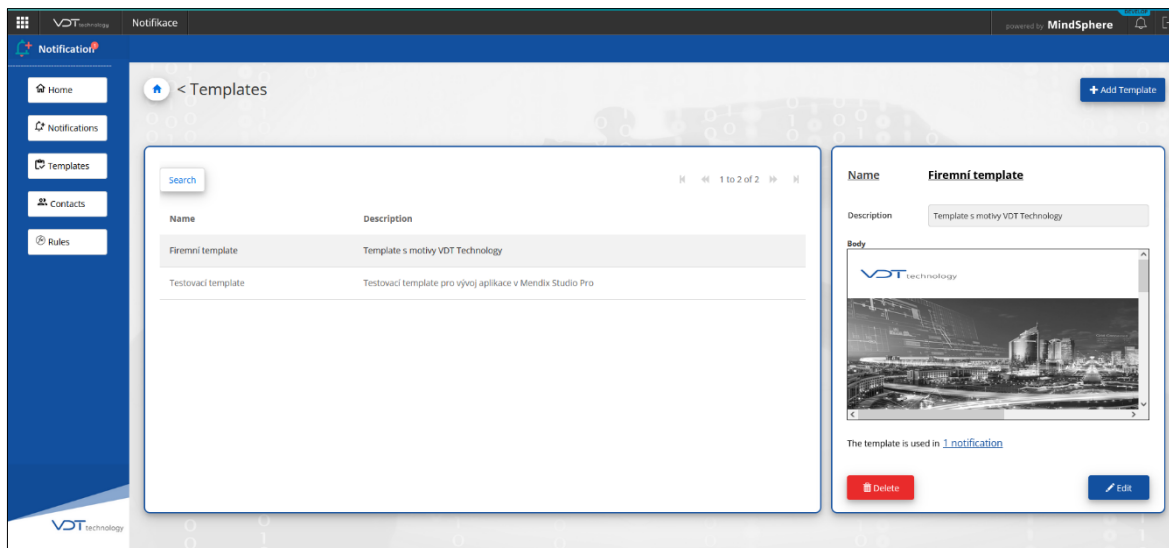 VDT technology
Notifikace
powered by MindSphere
Notification
Home
< Templates
+ Add Template
Notifications
Templates
Search
1 to 2 of 2
Name
Firemní template
Contacts
Name
Description
Description
Template s motivy VDT Technology
Rules
Firemní template
Template s motivy VDT Technology
Body
Testovací template
Testovací template pro vývoj aplikace v Mendix Studio Pro
VDT technology
The template is used in 1 notification
Delete
Edit
VDT technology